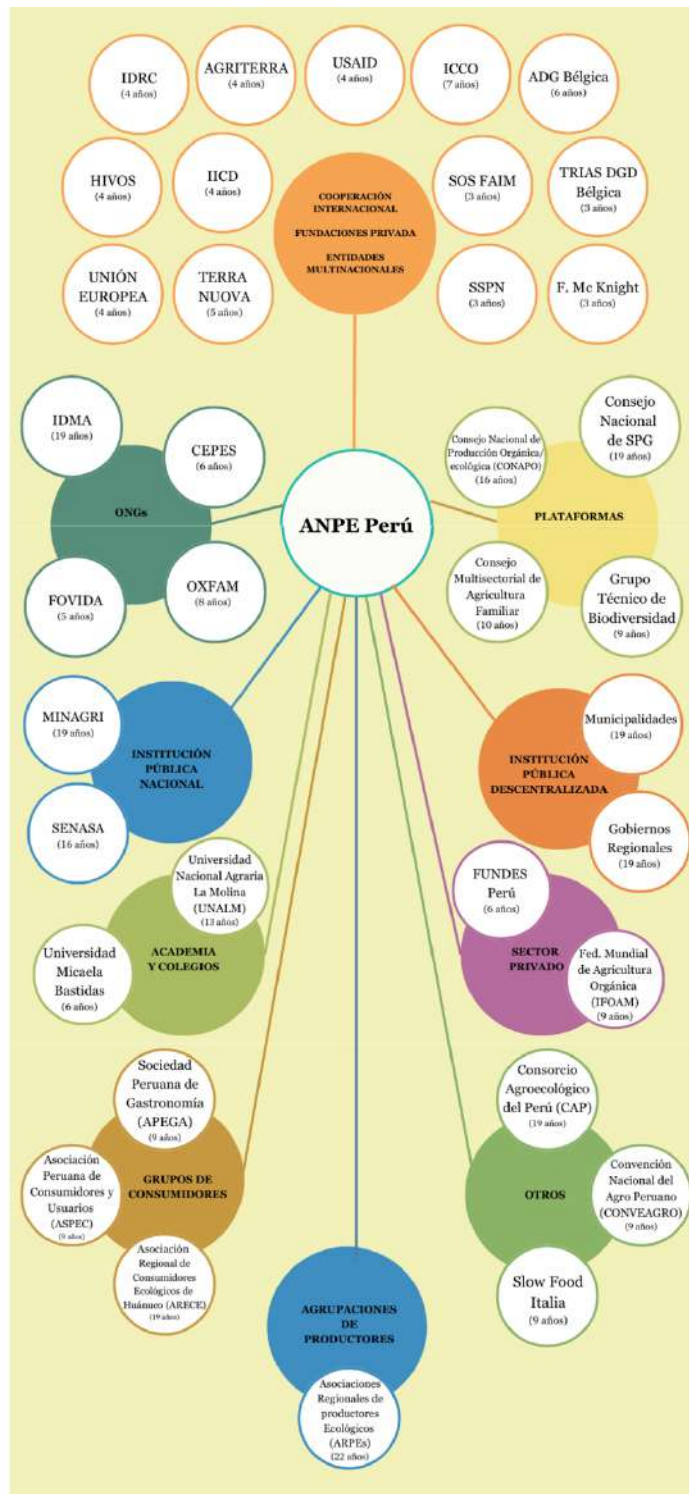 IDRC
(4 años)
AGRITERRA
(4 años)
USAID
(4 años)
ICCO
(7 años)
ADG Bélgica
(6 años)
HIVOS
(4 años)
IICD
(4 años)
COOPERACIÓN
INTERNACIONAL
FUNDACIONES PRIVADA
ENTIDADES
MULTINACIONALES
SOS FAIM
(3 años)
TRIAS DGD
Bélgica
(3 años)
UNIÓN
EUROPEA
(4 años)
TERRA
NUOVA
(5 años)
SSPN
(3 años)
F. Mc Knight
(3 años)
IDMA
(19 años)
CEPES
(6 años)
ONGs
FOVIDA
(5 años)
OXFAM
(8 años)
ANPE Perú
Consejo Nacional de
Producción Orgánica/
ecológica (CONAPO)
(16 años)
Consejo
Nacional
de SPG
(19 años)
PLATAFORMAS
Consejo
Multisectorial de
Agricultura
Familiar
(10 años)
Grupo
Técnico de
Biodiversidad
(9 años)
MINAGRI
(19 años)
INSTITUCIÓN
PÚBLICA
NACIONAL
SENASA
(16 años)
Municipalidades
(19 años)
INSTITUCIÓN
PÚBLICA
DESCENTRALIZADA
Gobiernos
Regionales
(19 años)
Universidad
Nacional Agraria
La Molina
(UNALM)
(13 años)
ACADEMIA
Y COLEGIOS
Universidad
Micaela
Bastidas
(6 años)
FUNDES
Perú
(6 años)
SECTOR
PRIVADO
Fed. Mundial
de Agricultura
Orgánica
(IFOAM)
(9 años)
Sociedad
Peruana de
Gastronomía
(APEGA)
(9 años)
GRUPOS DE
CONSUMIDORES
Asociación
Peruana de
Consumidores y
Usuarios
(ASPEC)
(9 años)
Asociación
Regional de
Consumidores
Ecológicos de
Huánuco (ARECE)
(19 años)
Consorcio
Agroecológico
del Perú (CAP)
(19 años)
OTROS
Convención
Nacional del
Agro Peruano
(CONVEAGRO)
(9 años)
Slow Food
Italia
(9 años)
AGRUPACIONES
DE
PRODUCTORES
Asociaciones
Regionales de
productores
Ecológicos
(ARPEs)
(22 años)